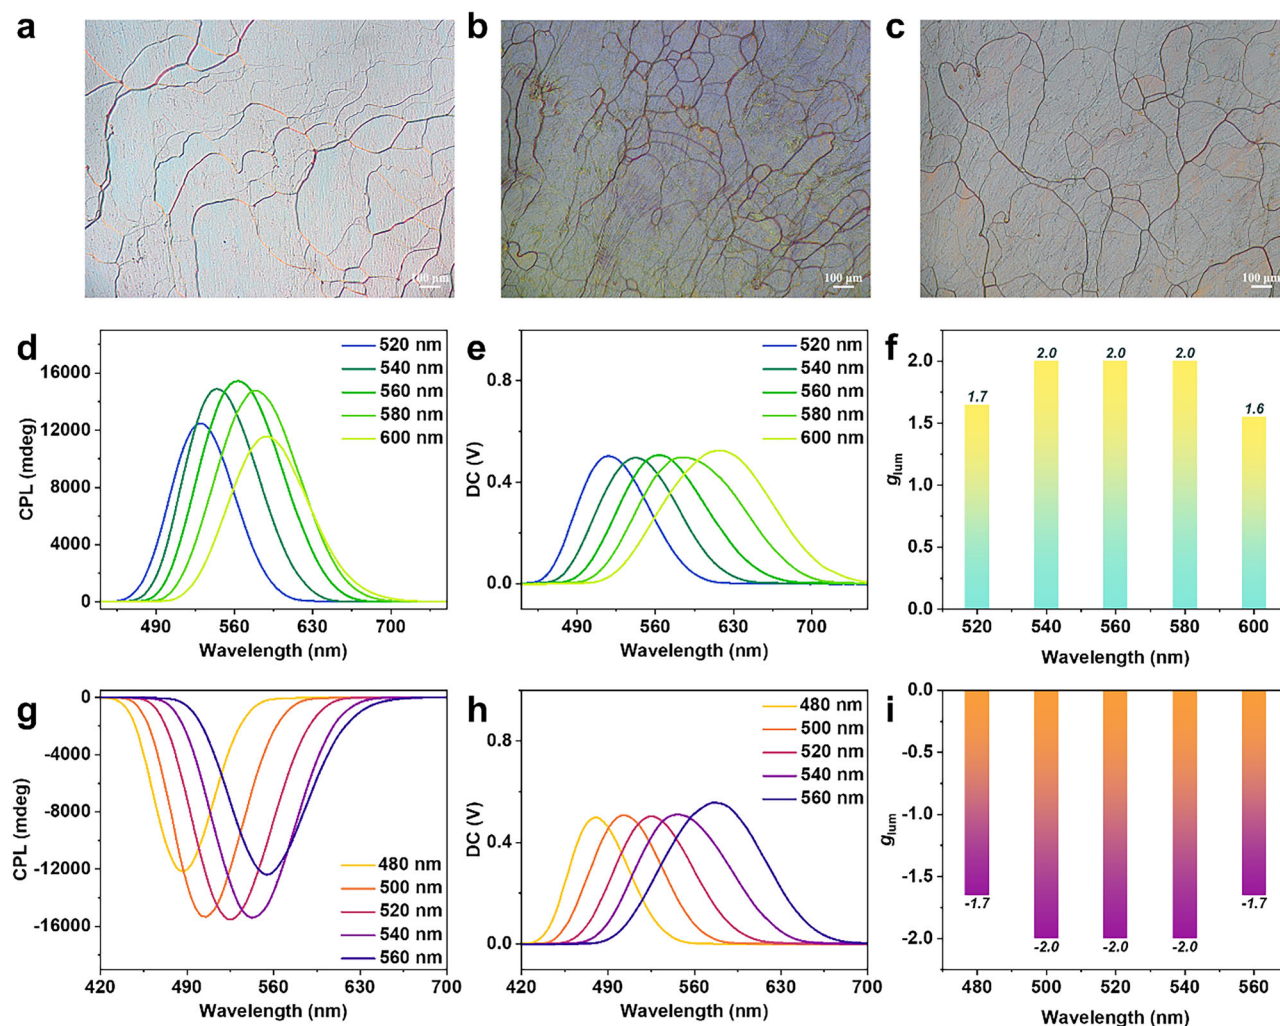 a
b
c
100 μm
100 μm
100 μm
d
CPL (mdeg)
16000
12000
8000
4000
0
490
560
630
700
Wavelength (nm)
520 nm
540 nm
560 nm
580 nm
600 nm
e
DC (V)
0.8
0.4
0.0
490
560
630
700
Wavelength (nm)
520 nm
540 nm
560 nm
580 nm
600 nm
f
glum
2.0
1.5
1.0
0.5
0.0
1.7
2.0
2.0
2.0
1.6
520
540
560
580
600
Wavelength (nm)
g
CPL (mdeg)
0
-4000
-8000
-12000
-16000
480 nm
500 nm
520 nm
540 nm
560 nm
420
490
560
630
700
Wavelength (nm)
h
DC (V)
0.8
0.4
0.0
480 nm
500 nm
520 nm
540 nm
560 nm
420
490
560
630
700
Wavelength (nm)
i
glum
0.0
-0.5
-1.0
-1.5
-2.0
-1.7
-2.0
-2.0
-2.0
-1.7
480
500
520
540
560
Wavelength (nm)